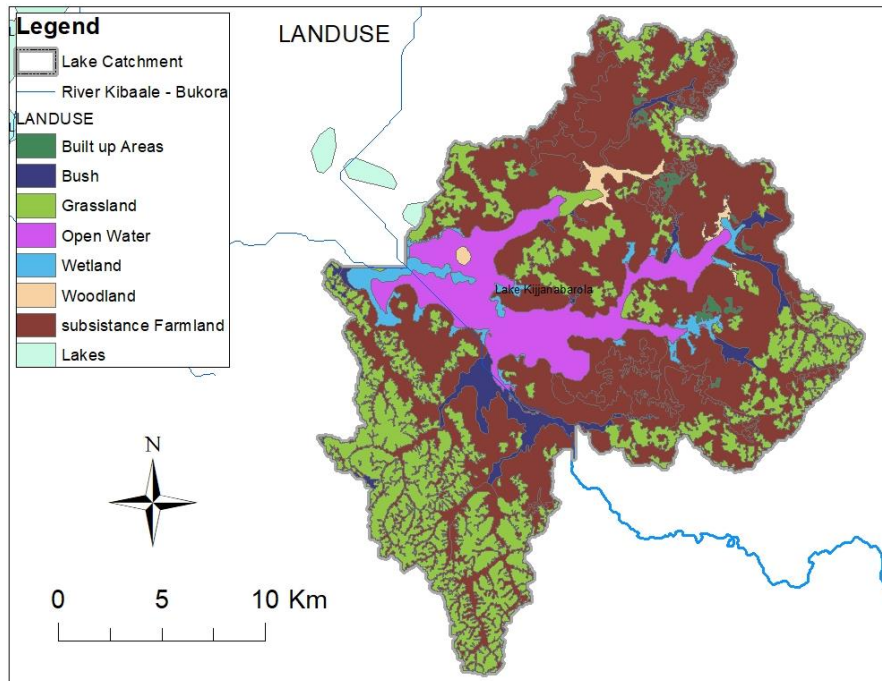 Legend
Lake Catchment
River Kibaale - Bukora
LANDUSE
Built up Areas
Bush
Grassland
Open Water
Wetland
Woodland
subsistance Farmland
Lakes
LANDUSE
Lake Kijjanabarola
N
0 5 10 Km